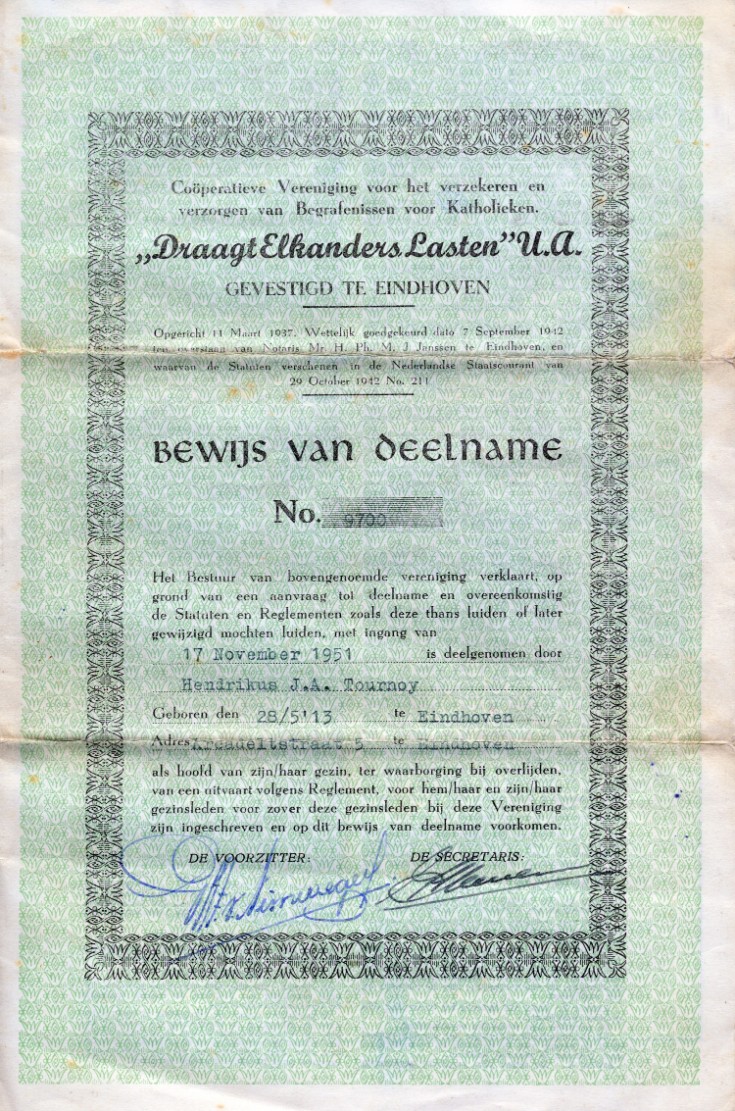 Coöperatieve Vereniging voor het verzekeren en
verzorgen van Begrafenissen voor Katholieken.
„Draagt Elkanders Lasten” U.A.
GEVESTIGD TE EINDHOVEN
Opgericht 11 Maart 1937. Wettelijk goedgekeurd dato 7 September 1942
ten overstaan van Notaris Mr. H. Ph. M. J Janssen te Eindhoven, en
waarvan de Statuten verschenen in de Nederlandse Staatscourant van
29 October 1942 No. 211
BEWIJS VAN DEELNAME
No. 9700
Het Bestuur van bovengenoemde vereniging verklaart, op
grond van een aanvraag tot deelname en overeenkomstig
de Statuten en Reglementen zoals deze thans luiden of later
gewijzigd mochten luiden, met ingang van
17 November 1951 is deelgenomen door
Hendrikus J.A. Tournoy
Geboren den 28/5'13 te Eindhoven
Adres Arcadeltstraat 5 te Eindhoven
als hoofd van zijn/haar gezin, ter waarborging bij overlijden,
van een uitvaart volgens Reglement, voor hem/haar en zijn/haar
gezinsleden voor zover deze gezinsleden bij deze Vereniging
zijn ingeschreven en op dit bewijs van deelname voorkomen.
DE VOORZITTER: DE SECRETARIS: